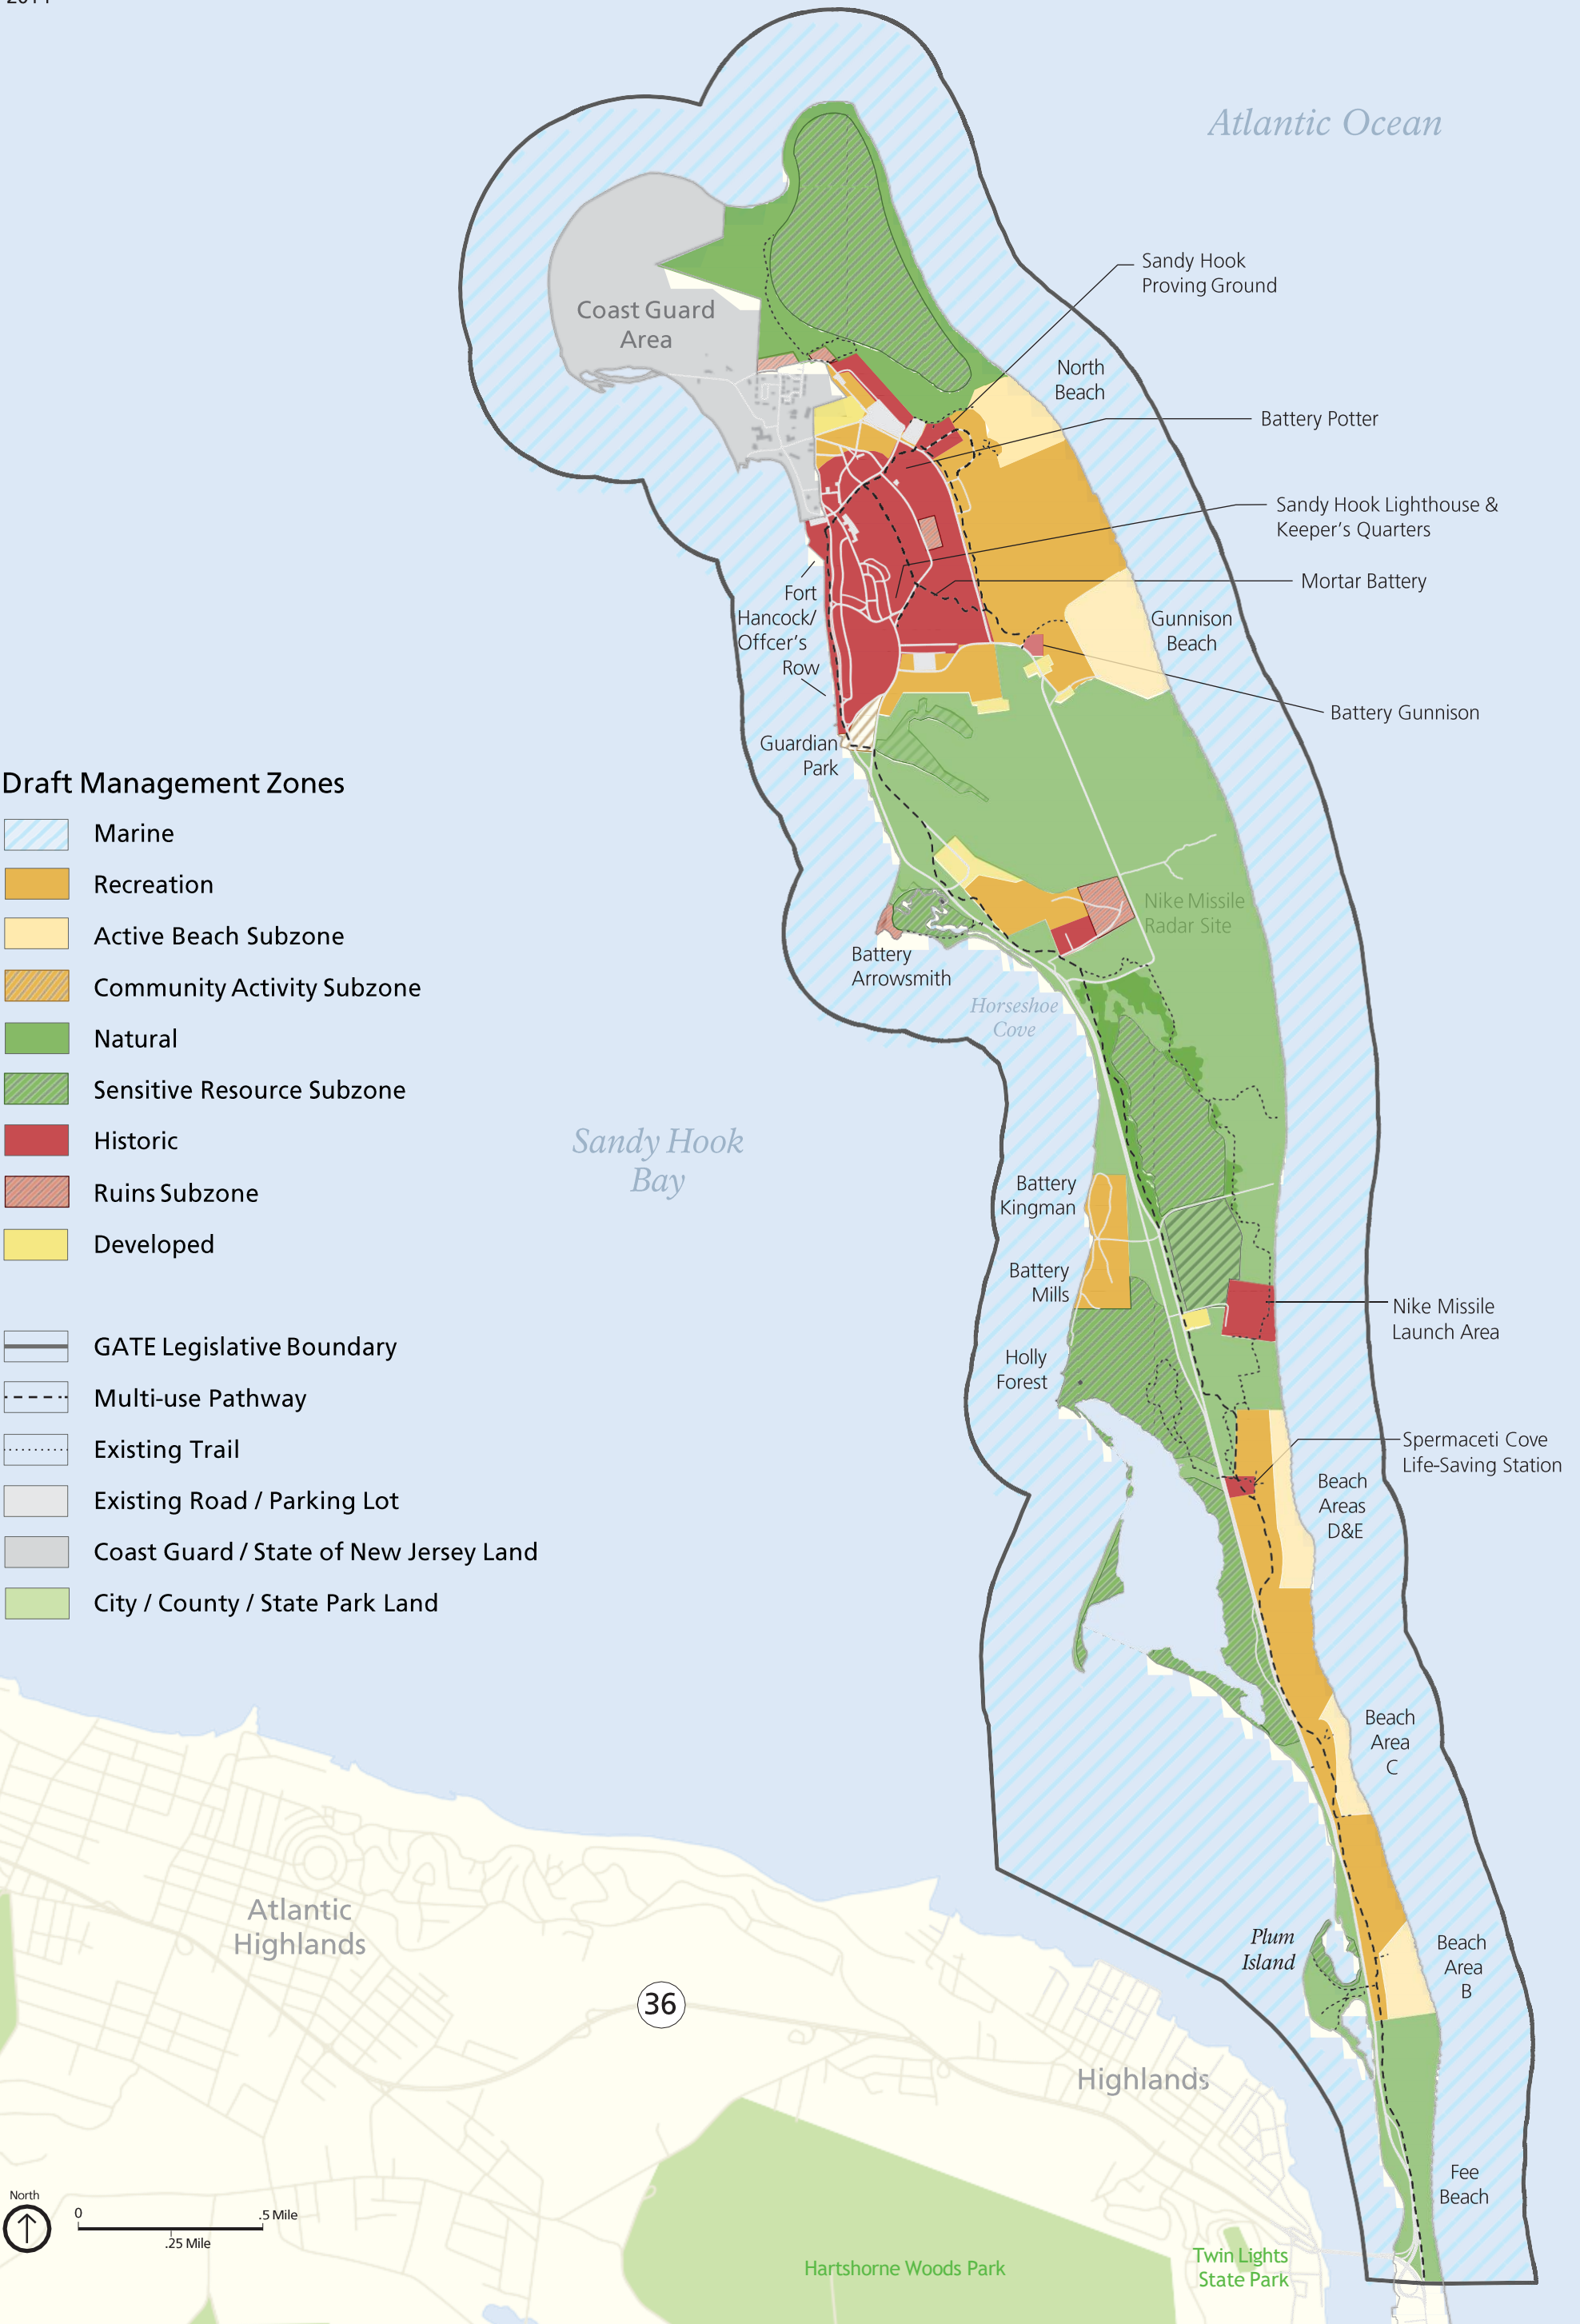 Atlantic Ocean
Sandy Hook
Proving Ground
Coast Guard
Area
North
Beach
Battery Potter
Sandy Hook Lighthouse &
Keeper's Quarters
Mortar Battery
Fort
Hancock/
Offcer's
Row
Gunnison
Beach
Battery Gunnison
Guardian
Park
Draft Management Zones
Marine
Recreation
Active Beach Subzone
Community Activity Subzone
Natural
Sensitive Resource Subzone
Historic
Ruins Subzone
Developed
GATE Legislative Boundary
Multi-use Pathway
Existing Trail
Existing Road / Parking Lot
Coast Guard / State of New Jersey Land
City / County / State Park Land
Nike Missile
Radar Site
Battery
Arrowsmith
Horseshoe
Cove
Sandy Hook
Bay
Battery
Kingman
Battery
Mills
Nike Missile
Launch Area
Holly
Forest
Spermaceti Cove
Life-Saving Station
Beach
Areas
D&E
Beach
Area
C
Atlantic
Highlands
Plum
Island
Beach
Area
B
36
Highlands
Fee
Beach
North
0
.5 Mile
.25 Mile
Hartshorne Woods Park
Twin Lights
State Park